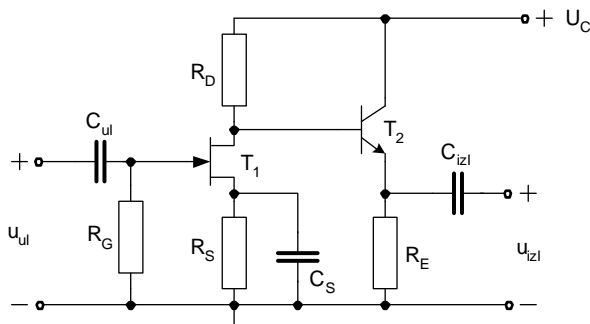 + U_C
R_D
C_ul
T_2
C_izl
+
T_1
+
u_ul
R_G
R_S
C_S
R_E
u_izl
−
−